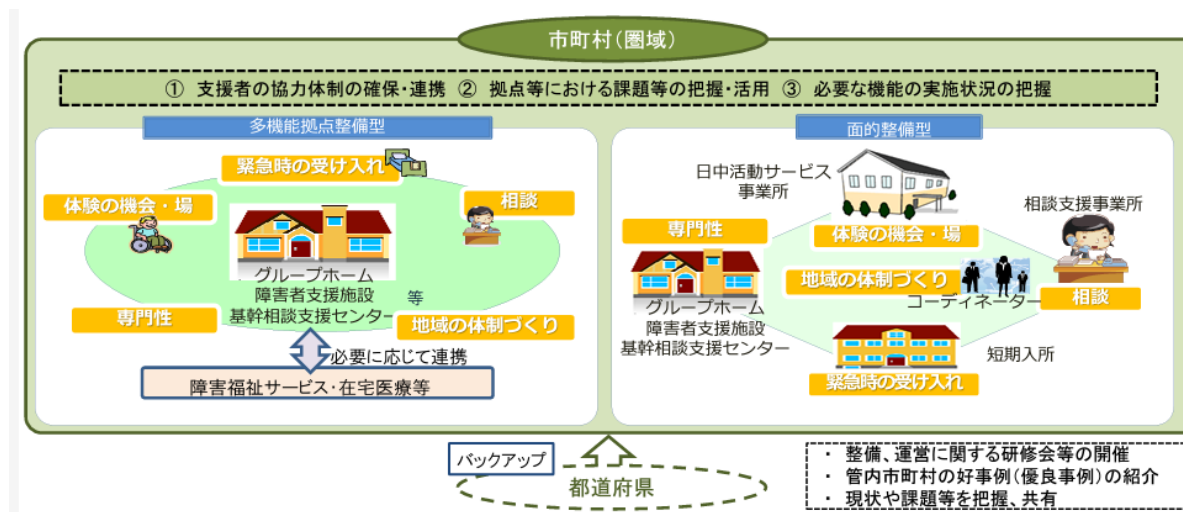 市町村(圏域)
① 支援者の協力体制の確保・連携 ② 拠点等における課題等の把握・活用 ③ 必要な機能の実施状況の把握
多機能拠点整備型
緊急時の受け入れ
体験の機会・場
相談
グループホーム
障害者支援施設
等
基幹相談支援センター
専門性
地域の体制づくり
必要に応じて連携
障害福祉サービス・在宅医療等
面的整備型
日中活動サービス
事業所
相談支援事業所
専門性
体験の機会・場
地域の体制づくり
コーディネーター
相談
グループホーム
障害者支援施設
基幹相談支援センター
短期入所
緊急時の受け入れ
バックアップ
都道府県
・ 整備、運営に関する研修会等の開催
・ 管内市町村の好事例(優良事例)の紹介
・ 現状や課題等を把握、共有